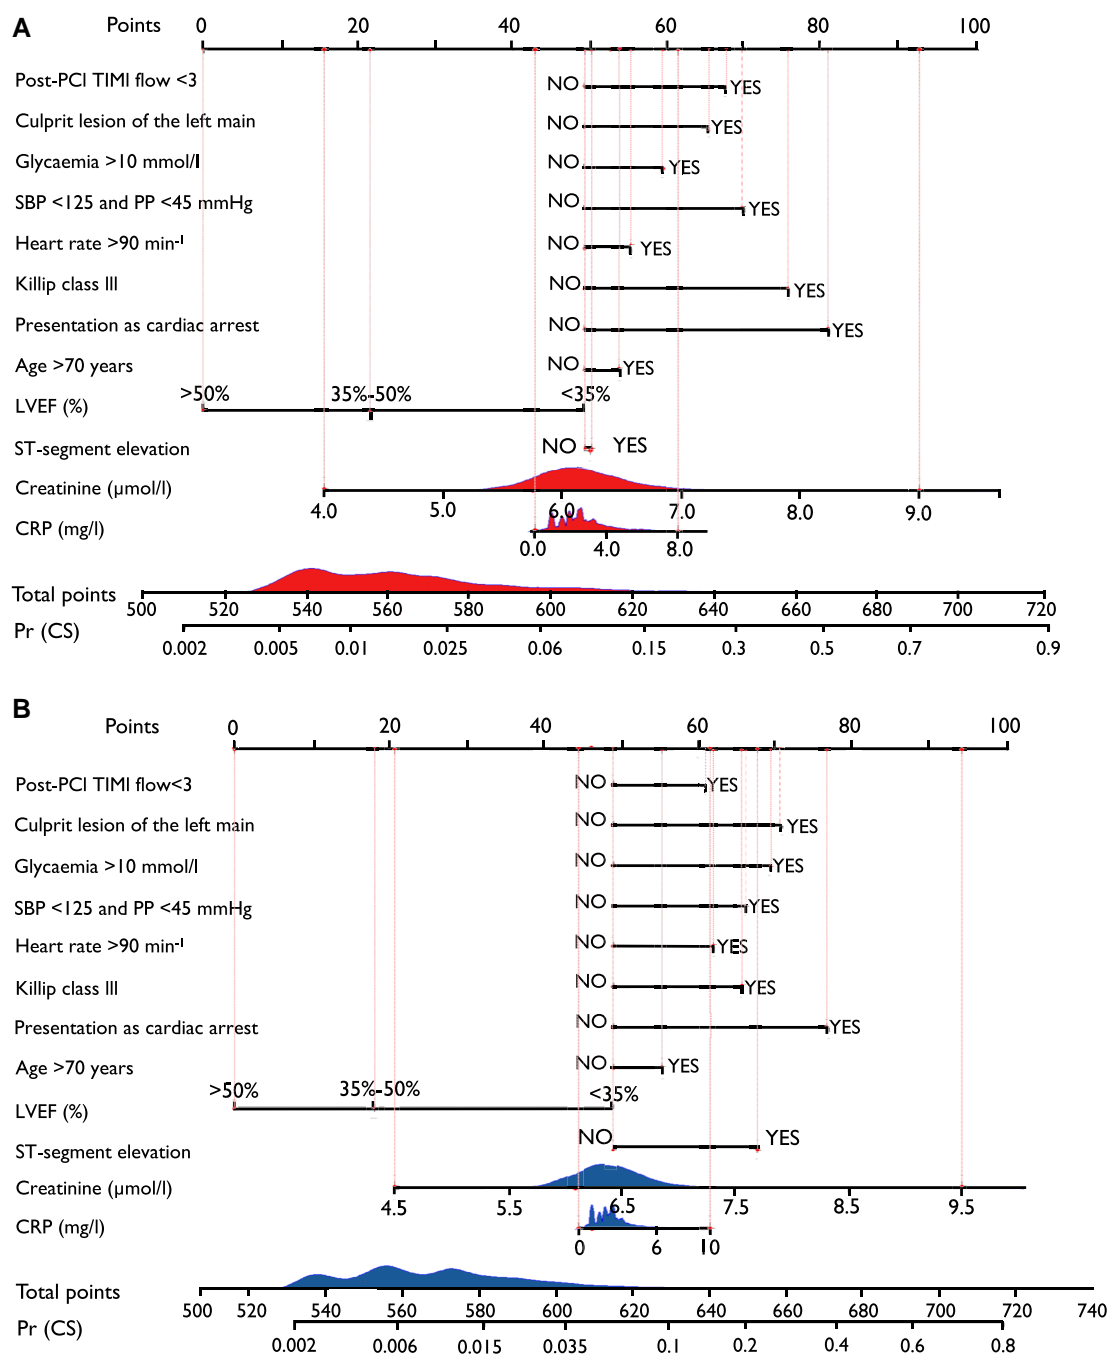 A Points 0 20 40 60 80 100
Post-PCI TIMI flow <3 NO YES
Culprit lesion of the left main NO YES
Glycaemia >10 mmol/l NO YES
SBP <125 and PP <45 mmHg NO YES
Heart rate >90 min-1 NO YES
Killip class III NO YES
Presentation as cardiac arrest NO YES
Age >70 years NO YES
>50% 35%-50% <35%
LVEF (%)
ST-segment elevation NO YES
Creatinine (µmol/l)
4.0 5.0 6.0 7.0 8.0 9.0
CRP (mg/l)
0.0 4.0 8.0
Total points
500 520 540 560 580 600 620 640 660 680 700 720
Pr (CS)
0.002 0.005 0.01 0.025 0.06 0.15 0.3 0.5 0.7 0.9
B Points 0 20 40 60 80 100
Post-PCI TIMI flow<3 NO YES
Culprit lesion of the left main NO YES
Glycaemia >10 mmol/l NO YES
SBP <125 and PP <45 mmHg NO YES
Heart rate >90 min-1 NO YES
Killip class III NO YES
Presentation as cardiac arrest NO YES
Age >70 years NO YES
>50% 35%-50% <35%
LVEF (%)
ST-segment elevation NO YES
Creatinine (µmol/l)
4.5 5.5 6.5 7.5 8.5 9.5
CRP (mg/l)
0 6 10
Total points
500 520 540 560 580 600 620 640 660 680 700 720 740
Pr (CS)
0.002 0.006 0.015 0.035 0.1 0.2 0.4 0.6 0.8